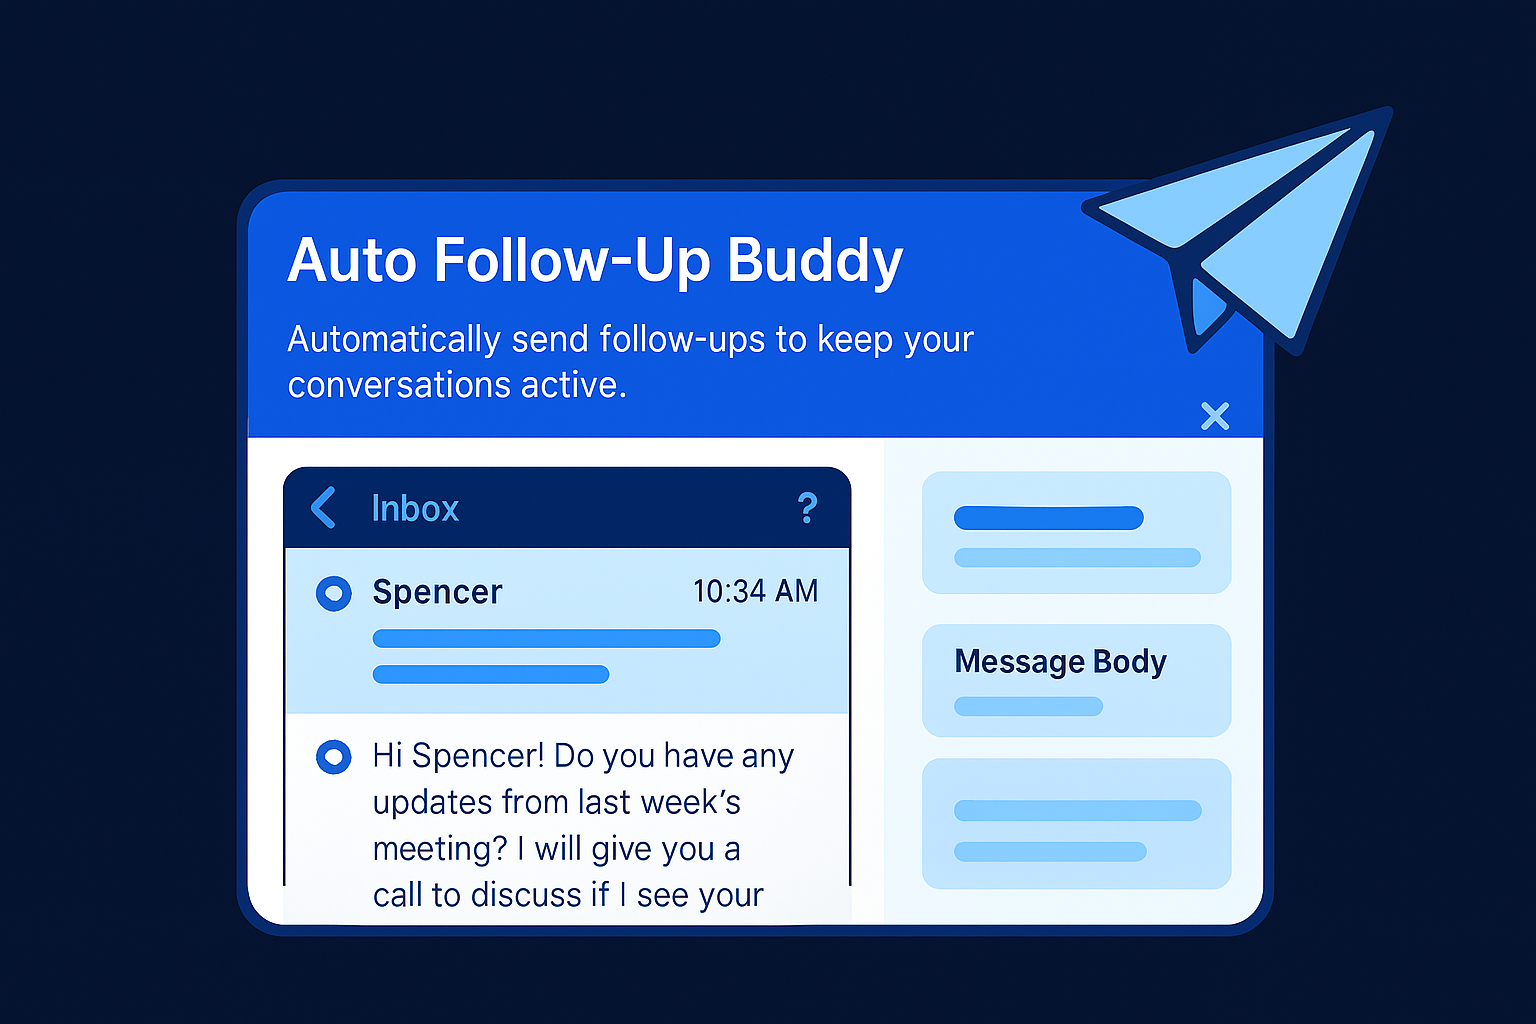 Auto Follow-Up Buddy
Automatically send follow-ups to keep your
conversations active.
Inbox
?
Spencer
10:34 AM
Hi Spencer! Do you have any
updates from last week’s
meeting? I will give you a
call to discuss if I see your
Message Body